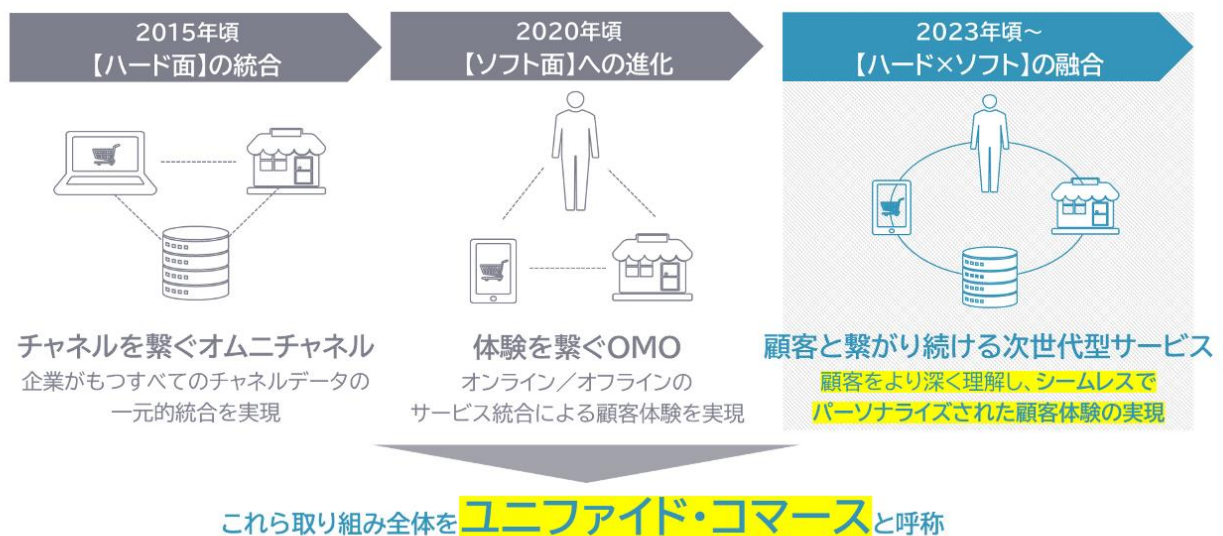 2015年頃
【ハード面】の統合
2020年頃
【ソフト面】への進化
2023年頃～
【ハード×ソフト】の融合
チャネルを繋ぐオムニチャネル
企業がもつすべてのチャネルデータの
一元的統合を実現
体験を繋ぐOMO
オンライン／オフラインの
サービス統合による顧客体験を実現
顧客と繋がり続ける次世代型サービス
顧客をより深く理解し、シームレスで
パーソナライズされた顧客体験の実現
これら取り組み全体をユニファイド・コマースと呼称